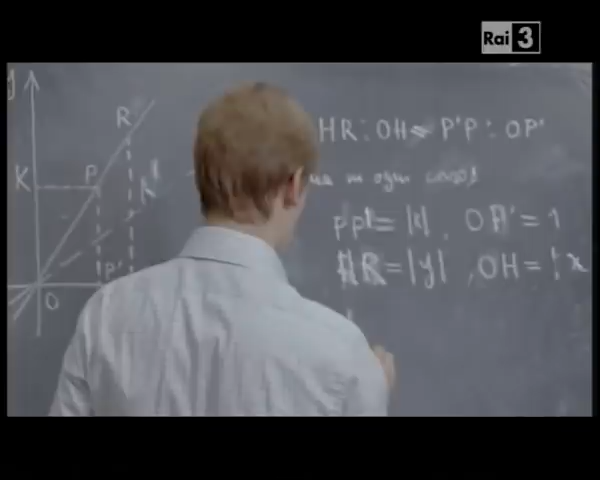 Rai 3
y
R
HR : OH = P'P : OP'
K
P
PP' = |k| , OP' = 1
HR = |y| , OH = |x
P'
O